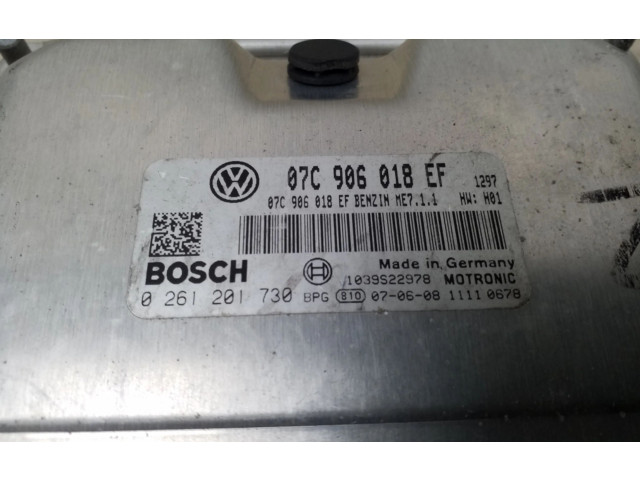 07C 906 018 EF 1297
07C 906 018 EF BENZIN ME7.1.1 HW: H01
BOSCH Made in Germany
1039S22978 MOTRONIC
0 261 201 730 BPG 810 07-06-08 1111 0678